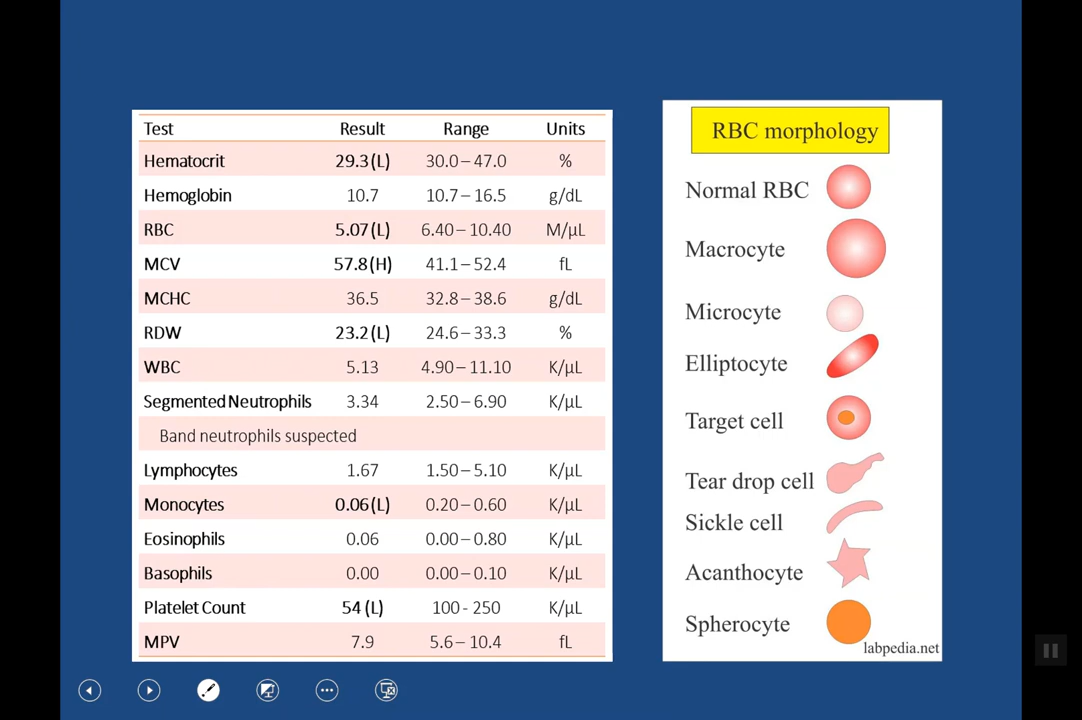 Test Result Range Units
Hematocrit 29.3 (L) 30.0 – 47.0 %
Hemoglobin 10.7 10.7 – 16.5 g/dL
RBC 5.07 (L) 6.40 – 10.40 M/µL
MCV 57.8 (H) 41.1 – 52.4 fL
MCHC 36.5 32.8 – 38.6 g/dL
RDW 23.2 (L) 24.6 – 33.3 %
WBC 5.13 4.90 – 11.10 K/µL
Segmented Neutrophils 3.34 2.50 – 6.90 K/µL
Band neutrophils suspected
Lymphocytes 1.67 1.50 – 5.10 K/µL
Monocytes 0.06 (L) 0.20 – 0.60 K/µL
Eosinophils 0.06 0.00 – 0.80 K/µL
Basophils 0.00 0.00 – 0.10 K/µL
Platelet Count 54 (L) 100 - 250 K/µL
MPV 7.9 5.6 – 10.4 fL
RBC morphology
Normal RBC
Macrocyte
Microcyte
Elliptocyte
Target cell
Tear drop cell
Sickle cell
Acanthocyte
Spherocyte
labpedia.net